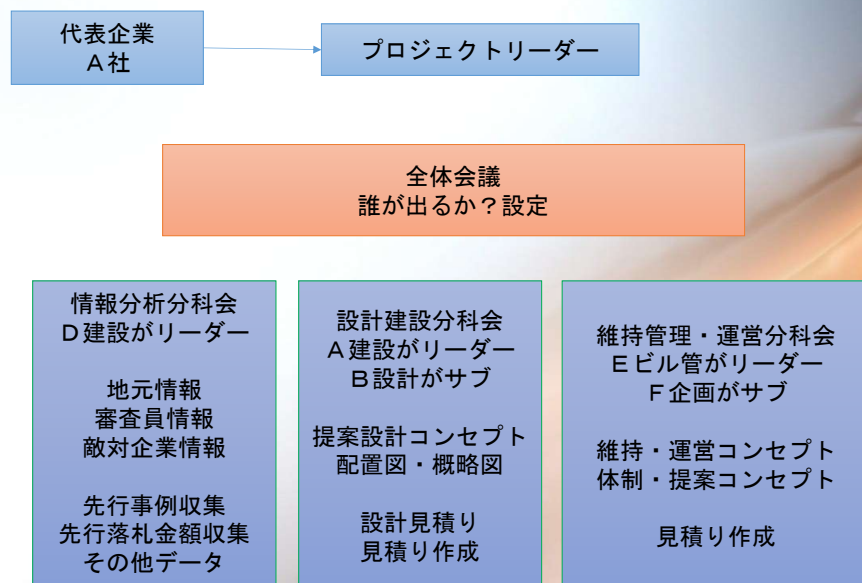 代表企業
A社
プロジェクトリーダー
全体会議
誰が出るか？設定
情報分析分科会
D建設がリーダー
地元情報
審査員情報
敵対企業情報
先行事例収集
先行落札金額収集
その他データ
設計建設分科会
A建設がリーダー
B設計がサブ
提案設計コンセプト
配置図・概略図
設計見積り
見積り作成
維持管理・運営分科会
Eビル管がリーダー
F企画がサブ
維持・運営コンセプト
体制・提案コンセプト
見積り作成